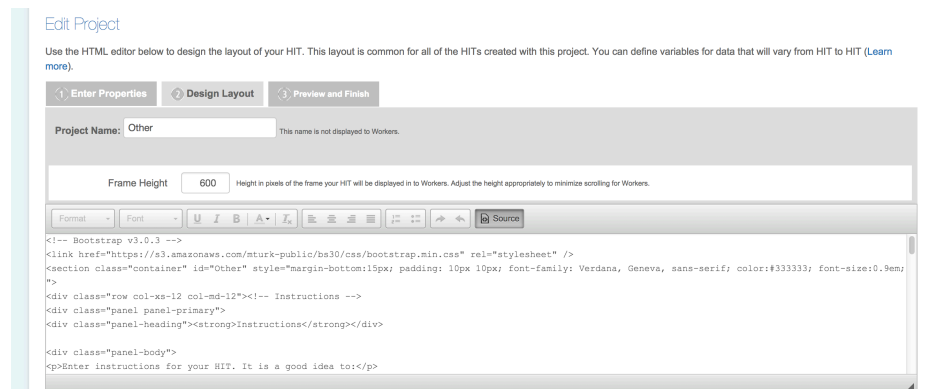 Edit Project
Use the HTML editor below to design the layout of your HIT. This layout is common for all of the HITs created with this project. You can define variables for data that will vary from HIT to HIT (Learn
more).
1 Enter Properties 2 Design Layout 3 Preview and Finish
Project Name: Other This name is not displayed to Workers.
Frame Height 600 Height in pixels of the frame your HIT will be displayed in to Workers. Adjust the height appropriately to minimize scrolling for Workers.
Format Font U I B A Ix Source
<!-- Bootstrap v3.0.3 -->
<link href="https://s3.amazonaws.com/mturk-public/bs30/css/bootstrap.min.css" rel="stylesheet" />
<section class="container" id="Other" style="margin-bottom:15px; padding: 10px 10px; font-family: Verdana, Geneva, sans-serif; color:#333333; font-size:0.9em;
">
<div class="row col-xs-12 col-md-12"><!-- Instructions -->
<div class="panel panel-primary">
<div class="panel-heading"><strong>Instructions</strong></div>
<div class="panel-body">
<p>Enter instructions for your HIT. It is a good idea to:</p>